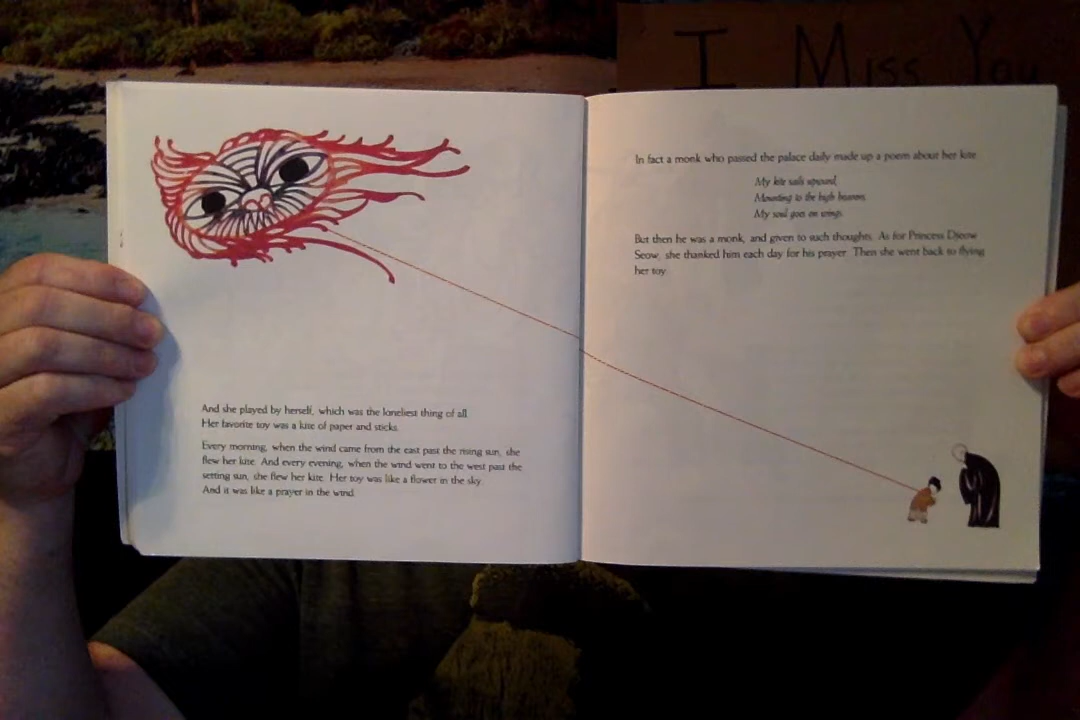 I Miss You
And she played by herself, which was the loneliest thing of all.
Her favorite toy was a kite of paper and sticks.
Every morning, when the wind came from the east past the rising sun, she
flew her kite. And every evening, when the wind went to the west past the
setting sun, she flew her kite. Her toy was like a flower in the sky.
And it was like a prayer in the wind.
In fact a monk who passed the palace daily made up a poem about her kite.
My kite sails upward,
Mounting to the high heavens.
My soul goes on wings.
But then he was a monk, and given to such thoughts. As for Princess Djeow
Seow, she thanked him each day for his prayer. Then she went back to flying
her toy.